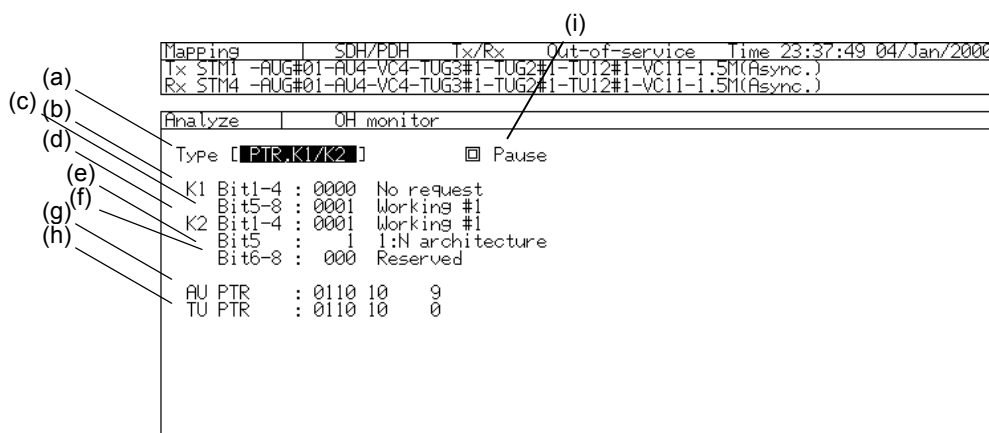 (i)
Mapping SDH/PDH Tx/Rx Out-of-service Time 23:37:49 04/Jan/2000
Tx STM1 -AUG#01-AU4-VC4-TUG3#1-TUG2#1-TU12#1-VC11-1.5M(Async.)
Rx STM4 -AUG#01-AU4-VC4-TUG3#1-TUG2#1-TU12#1-VC11-1.5M(Async.)
(a)
(b)
(c)
(d)
(e)
(f)
(g)
(h)
Analyze OH monitor
Type [ PTR,K1/K2 ] Pause
K1 Bit1-4 : 0000 No request
Bit5-8 : 0001 Working #1
K2 Bit1-4 : 0001 Working #1
Bit5 : 1 1:N architecture
Bit6-8 : 000 Reserved
AU PTR : 0110 10 9
TU PTR : 0110 10 0